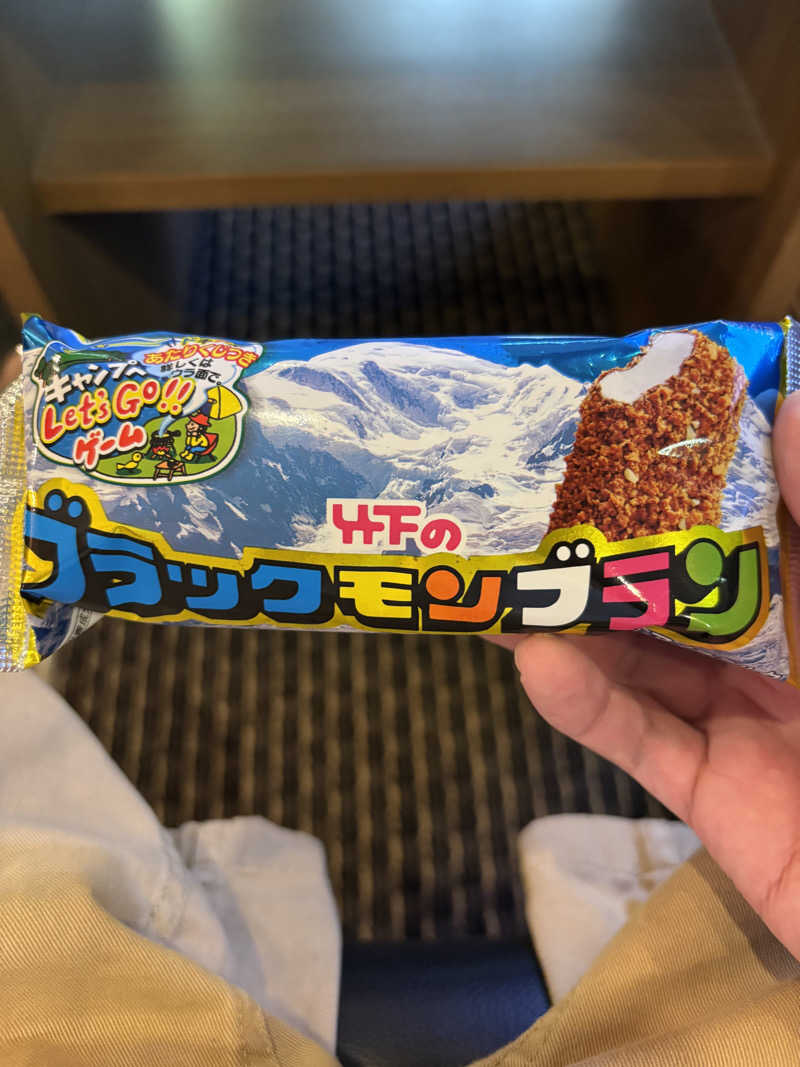 あたりくじつき
詳しくは
ウラ面で。
キャンプへ
Let's Go!!
ゲーム
竹下の
ブラックモンブラン